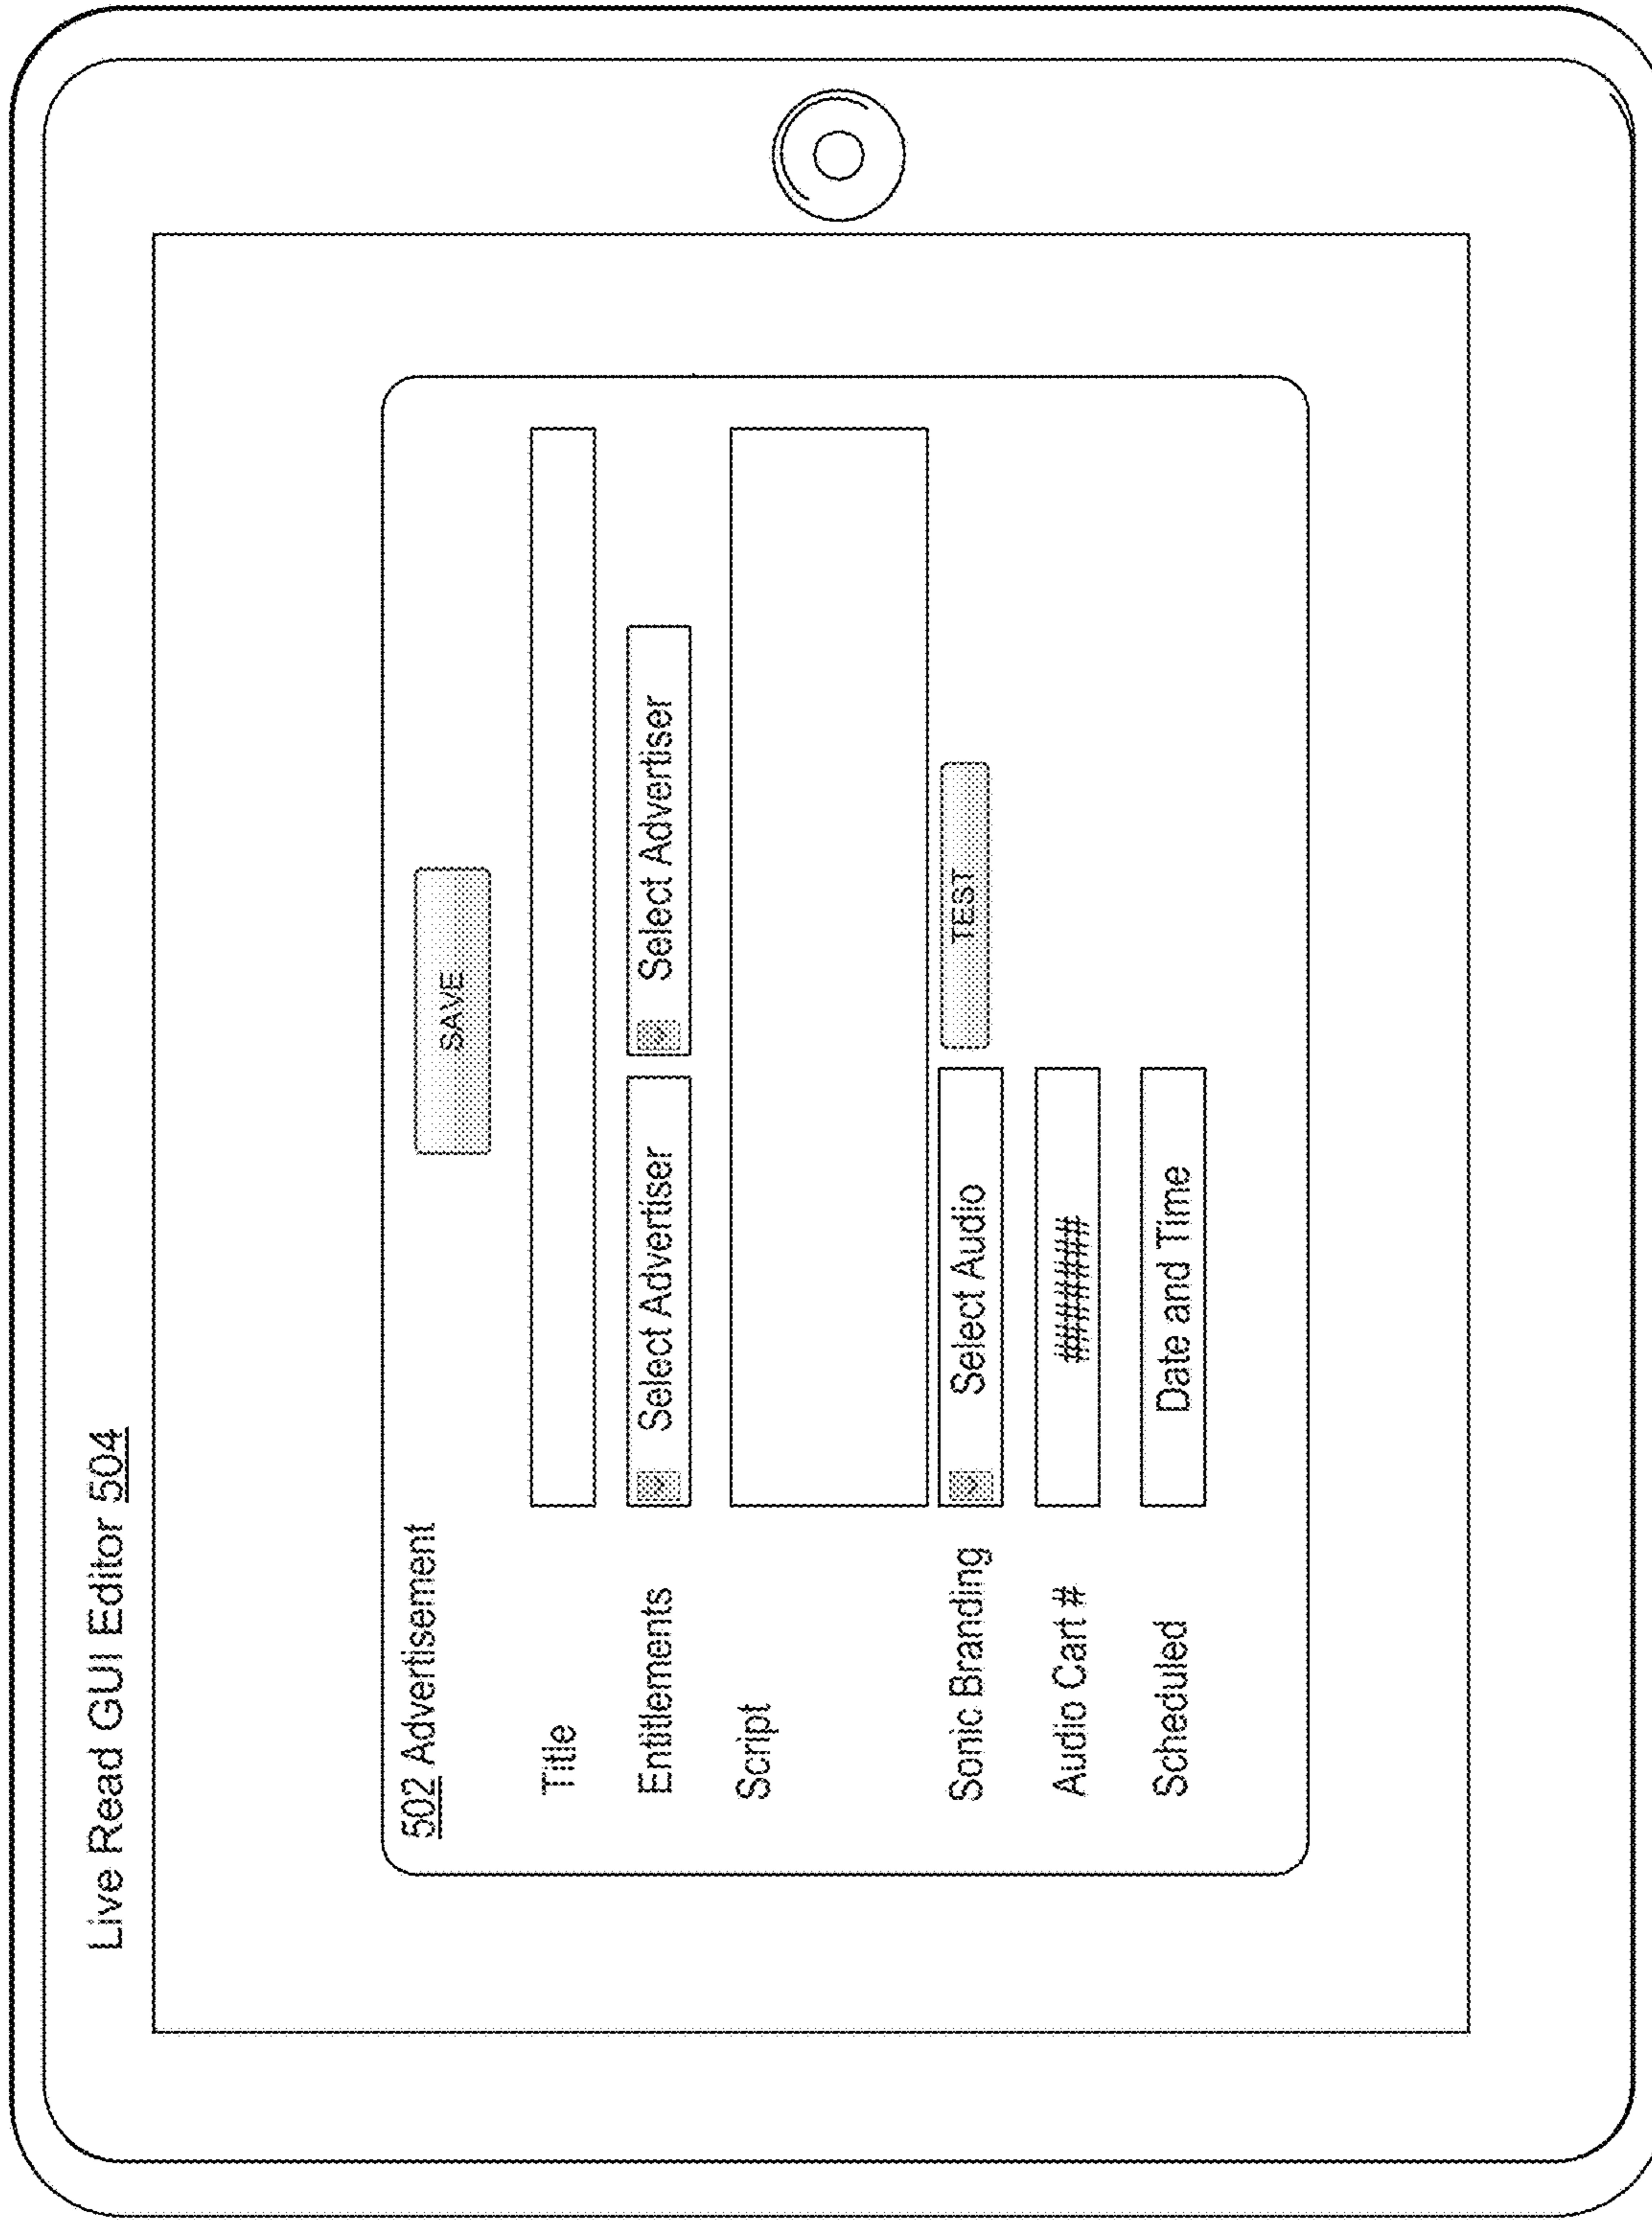 Live Read GUI Editor 504
502 Advertisement
SAVE
Title
Entitlements Select Advertiser Select Advertiser
Script
Sonic Branding Select Audio TEST
Audio Cart # ######
Scheduled Date and Time